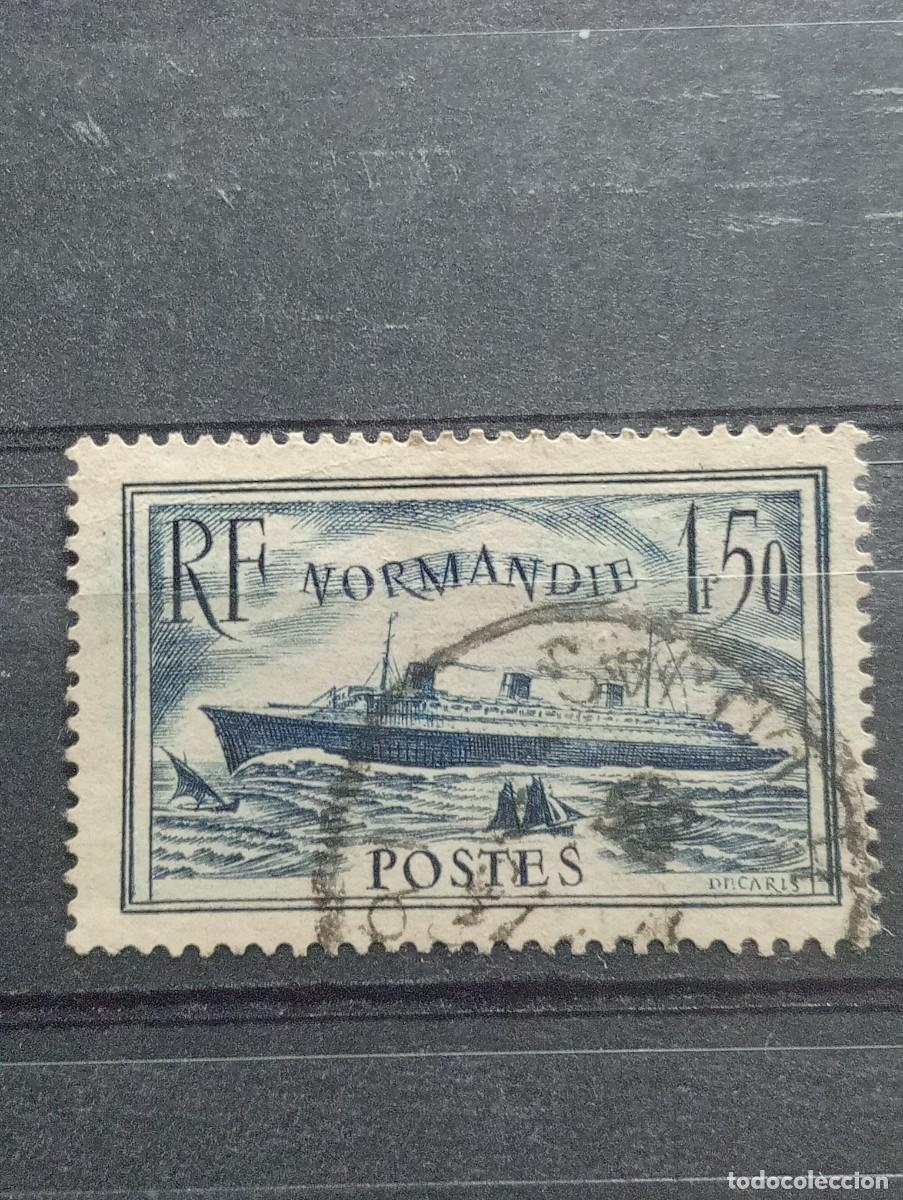 RF NORMANDIE 1f50
POSTES
DECARIS
todocoleccion